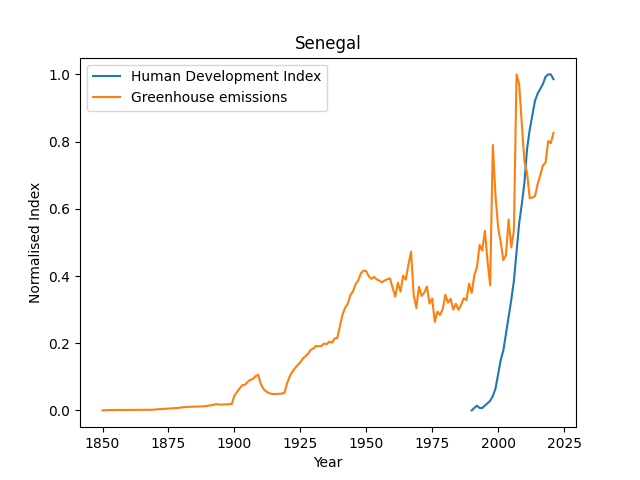 Senegal
Human Development Index
Greenhouse emissions
Normalised Index
1.0
0.8
0.6
0.4
0.2
0.0
1850 1875 1900 1925 1950 1975 2000 2025
Year